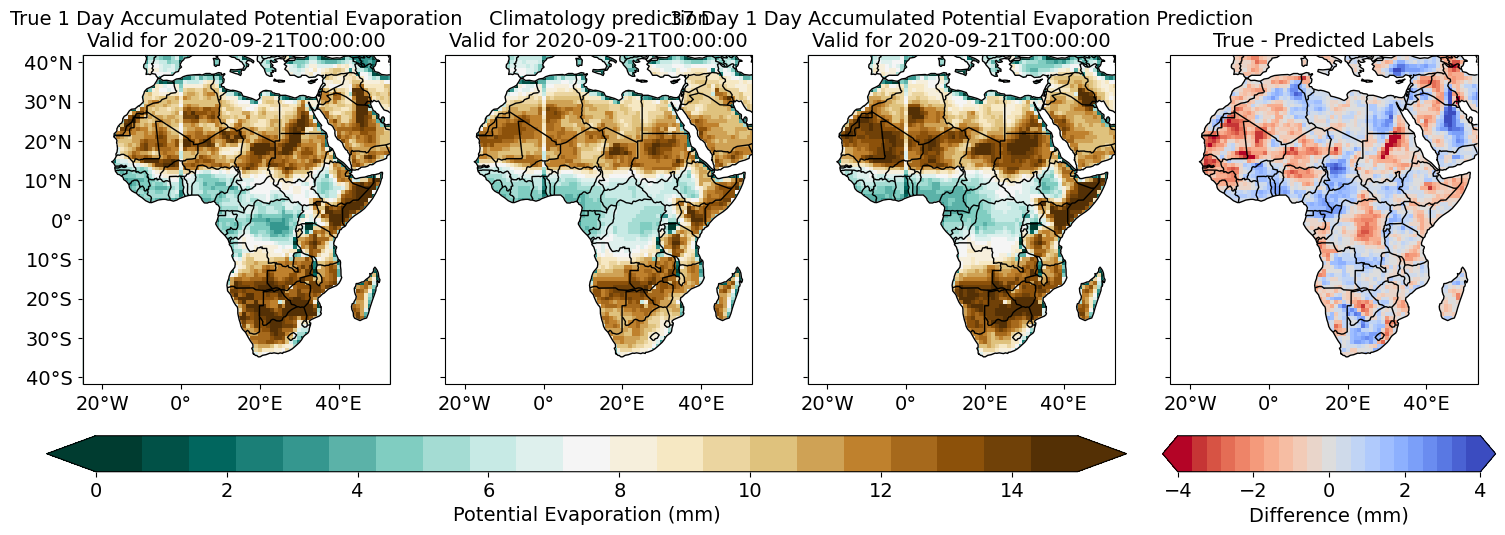 True 1 Day Accumulated Potential Evaporation
Valid for 2020-09-21T00:00:00
Climatology prediction
Valid for 2020-09-21T00:00:00
37 Day 1 Day Accumulated Potential Evaporation Prediction
Valid for 2020-09-21T00:00:00
True - Predicted Labels
40°N
30°N
20°N
10°N
0°
10°S
20°S
30°S
40°S
20°W 0° 20°E 40°E
20°W 0° 20°E 40°E
20°W 0° 20°E 40°E
20°W 0° 20°E 40°E
0 2 4 6 8 10 12 14
Potential Evaporation (mm)
−4 −2 0 2 4
Difference (mm)